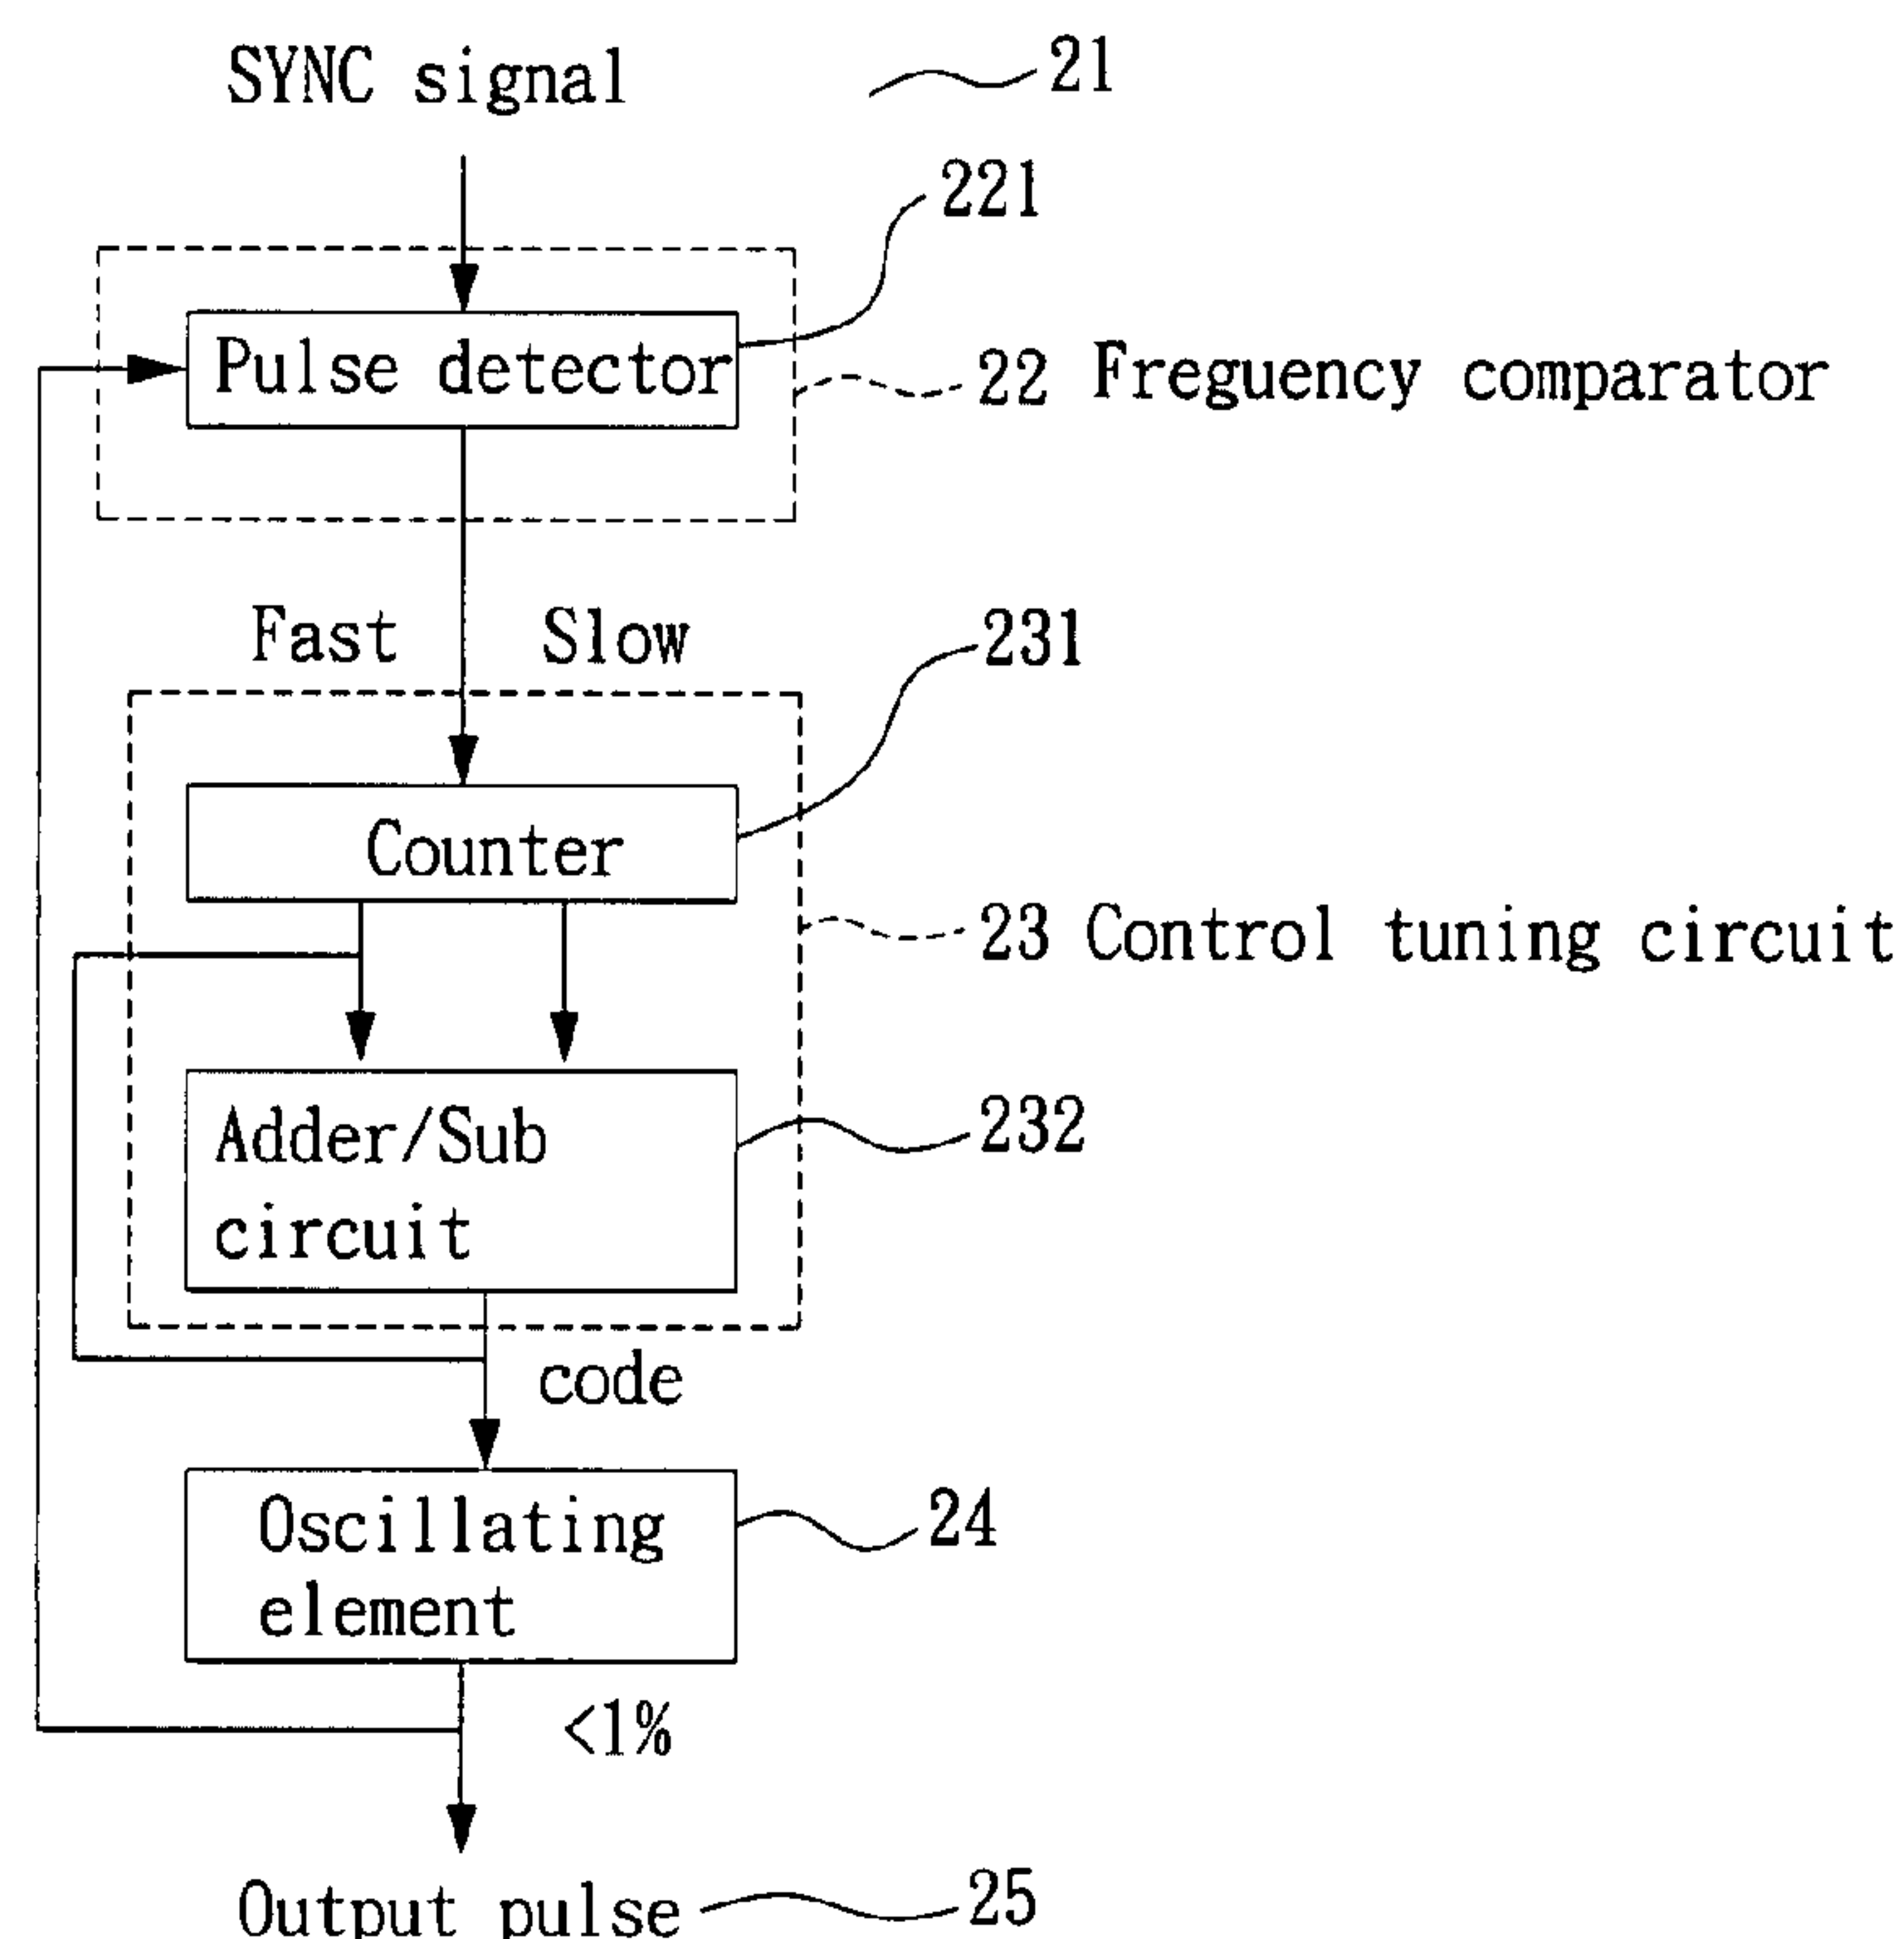 SYNC signal 21
221
Pulse detector
22 Freguency comparator
Fast Slow
231
Counter
23 Control tuning circuit
Adder/Sub
circuit
232
code
Oscillating
element
24
<1%
Output pulse 25